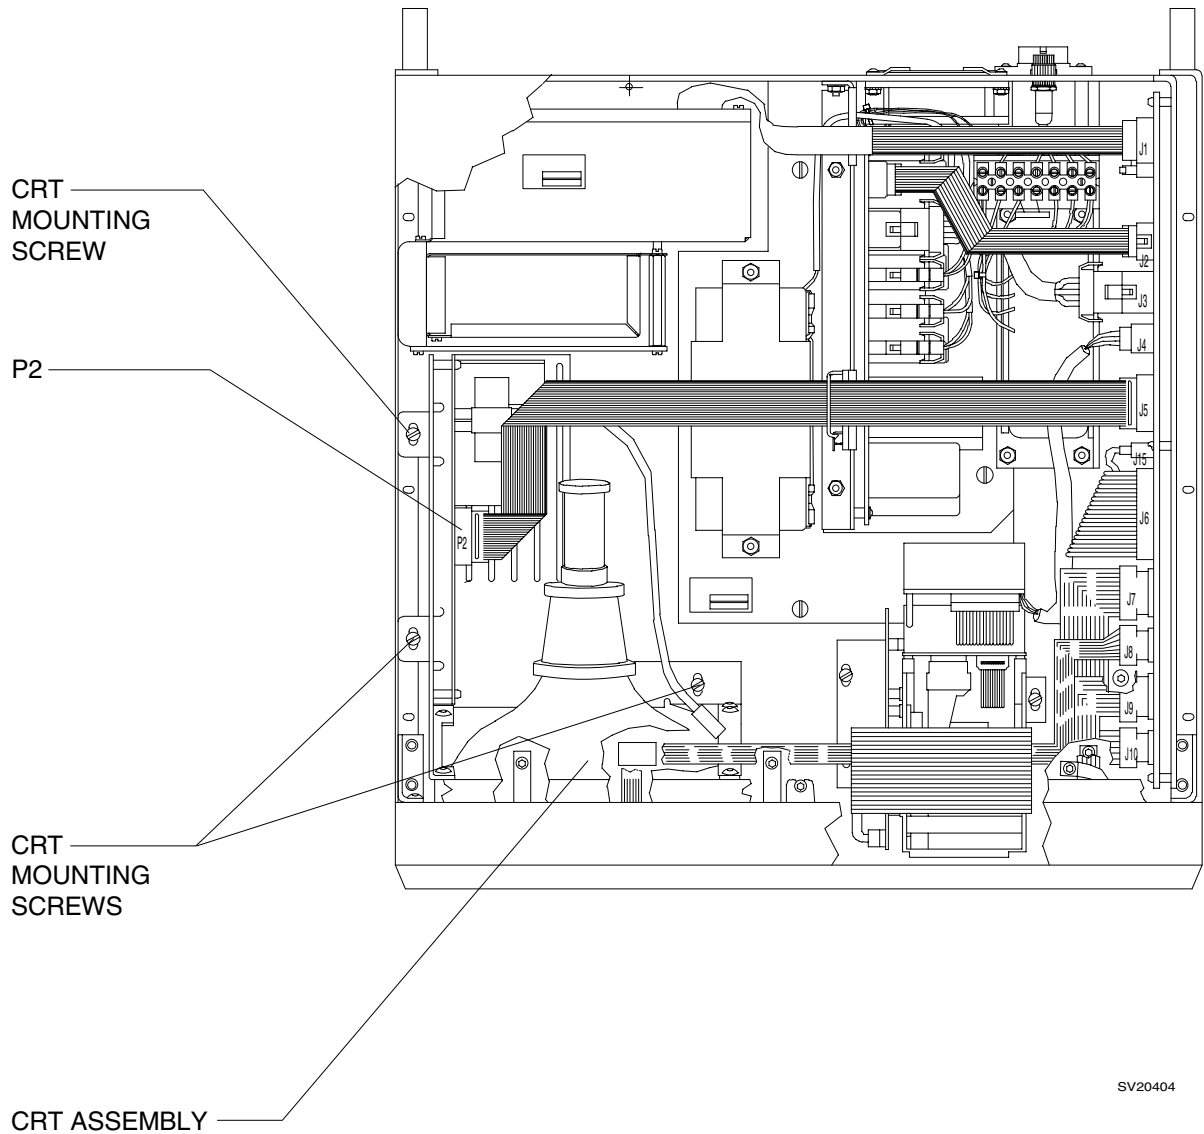 CRT
MOUNTING
SCREW
P2
CRT
MOUNTING
SCREWS
CRT ASSEMBLY
P2
J1
J2
J3
J4
J5
J15
J6
J7
J8
J9
J10
SV20404